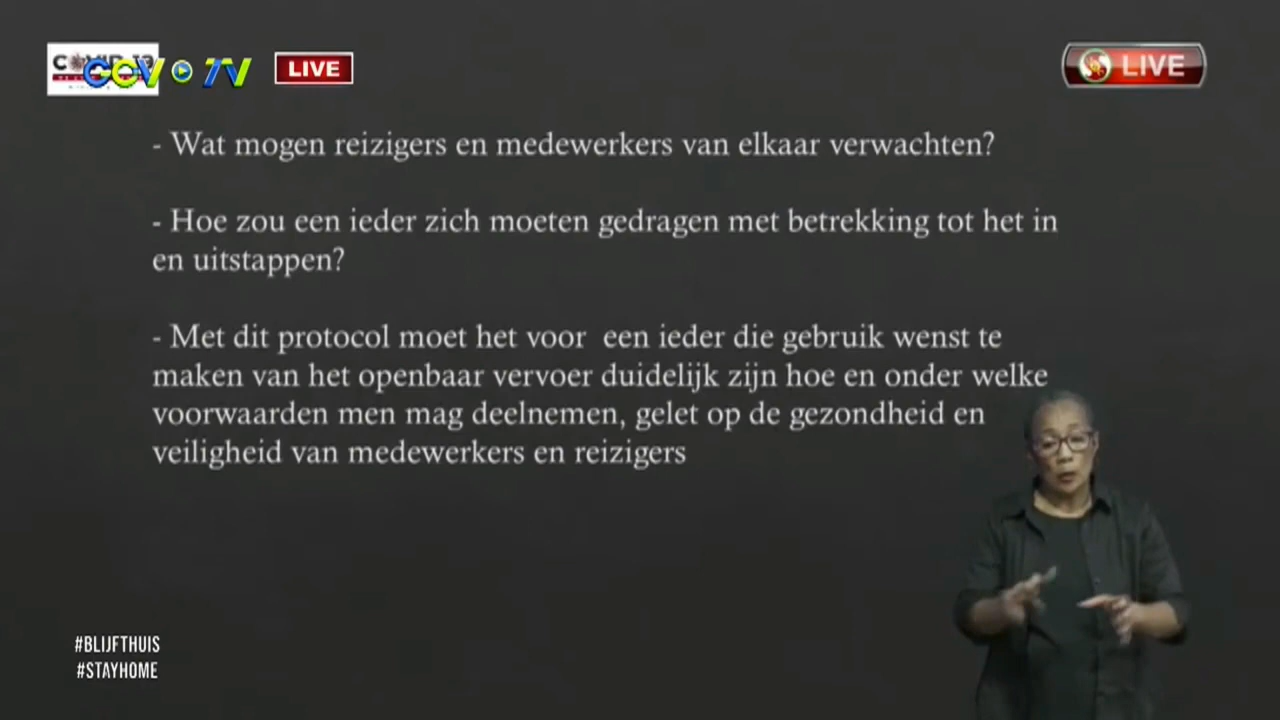 GOV TV
LIVE
LIVE
- Wat mogen reizigers en medewerkers van elkaar verwachten?
- Hoe zou een ieder zich moeten gedragen met betrekking tot het in
en uitstappen?
- Met dit protocol moet het voor een ieder die gebruik wenst te
maken van het openbaar vervoer duidelijk zijn hoe en onder welke
voorwaarden men mag deelnemen, gelet op de gezondheid en
veiligheid van medewerkers en reizigers
#BLIJFTHUIS
#STAYHOME